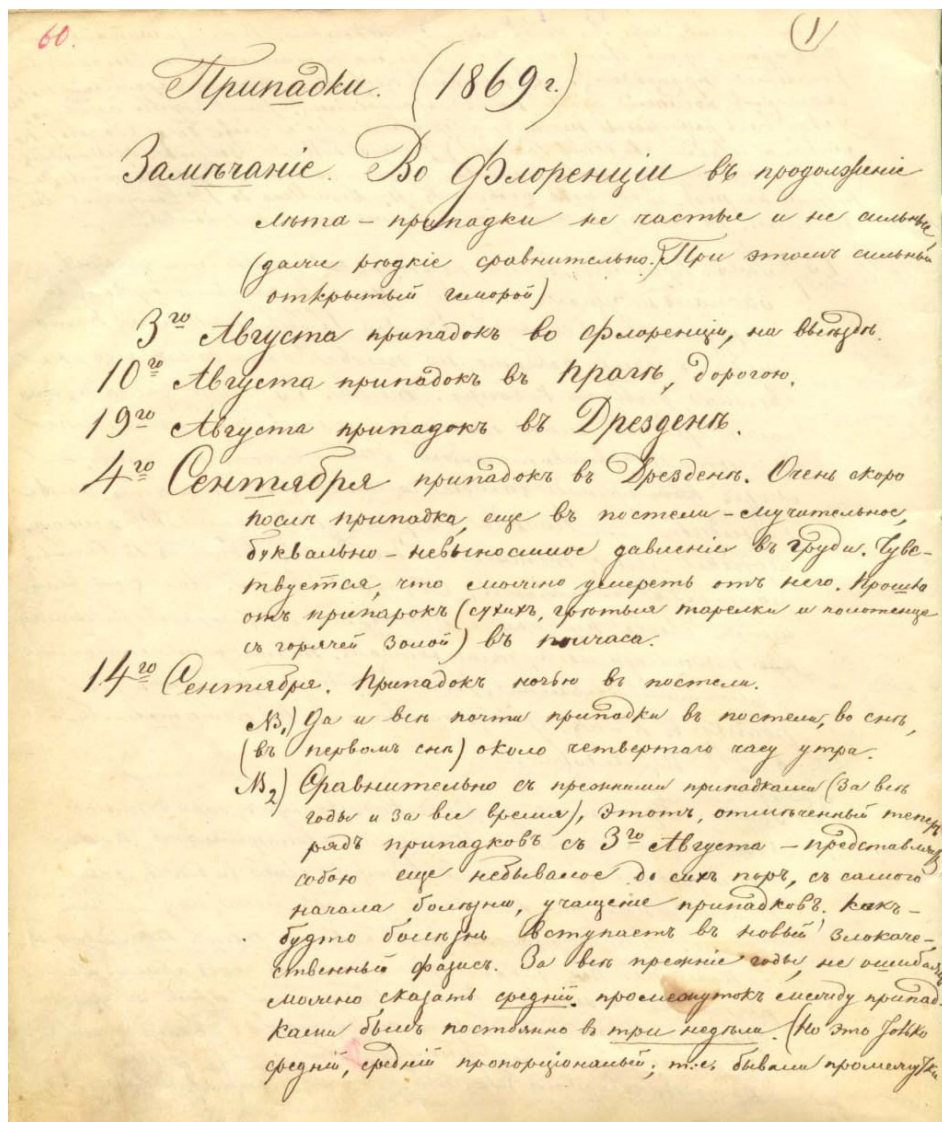 60.
(1)
Припадки. (1869 г.)
Замѣчаніе. Во Флоренціи въ продолженіе
лѣта – припадки не частые и не сильные,
(даже рѣдкіе сравнительно. При этомъ сильный
открытый геморой)
3го Августа припадокъ во Флоренціи, на выѣздѣ.
10го Августа припадокъ въ Прагѣ, дорогою.
19го Августа припадокъ въ Дрезденѣ.
4го Сентября припадокъ въ Дрезденѣ. Очень скоро
послѣ припадка, еще въ постели – мучительное,
буквально – невыносимое давленіе въ груди. Чувс-
твуется, что можно умереть отъ него. Прошло
отъ припарокъ (сухихъ, грѣтыя тарелки и полотенце
съ горячей золой) въ полчаса.
14го Сентября. Припадокъ ночью въ постели.
NB1) Да и всѣ почти припадки въ постели, во снѣ,
(въ первомъ снѣ) около четвертаго часу утра.
NB2) Сравнительно съ прежними припадками (за всѣ
годы и за все время), этотъ, отмѣченный теперь
рядъ припадковъ съ 3го Августа – представляетъ
собою еще небывалое до сихъ поръ, съ самого
начала болѣзни, учащеніе припадковъ. Какъ-
будто болѣзнь вступаетъ въ новый злокаче-
ственный фазисъ. За всѣ прежніе годы, не ошибаясь
можно сказать средній промежутокъ между припад-
ками былъ постоянно въ три недѣли. (Но это только
средній, средній пропорціональный; т. е. бывали промежутки